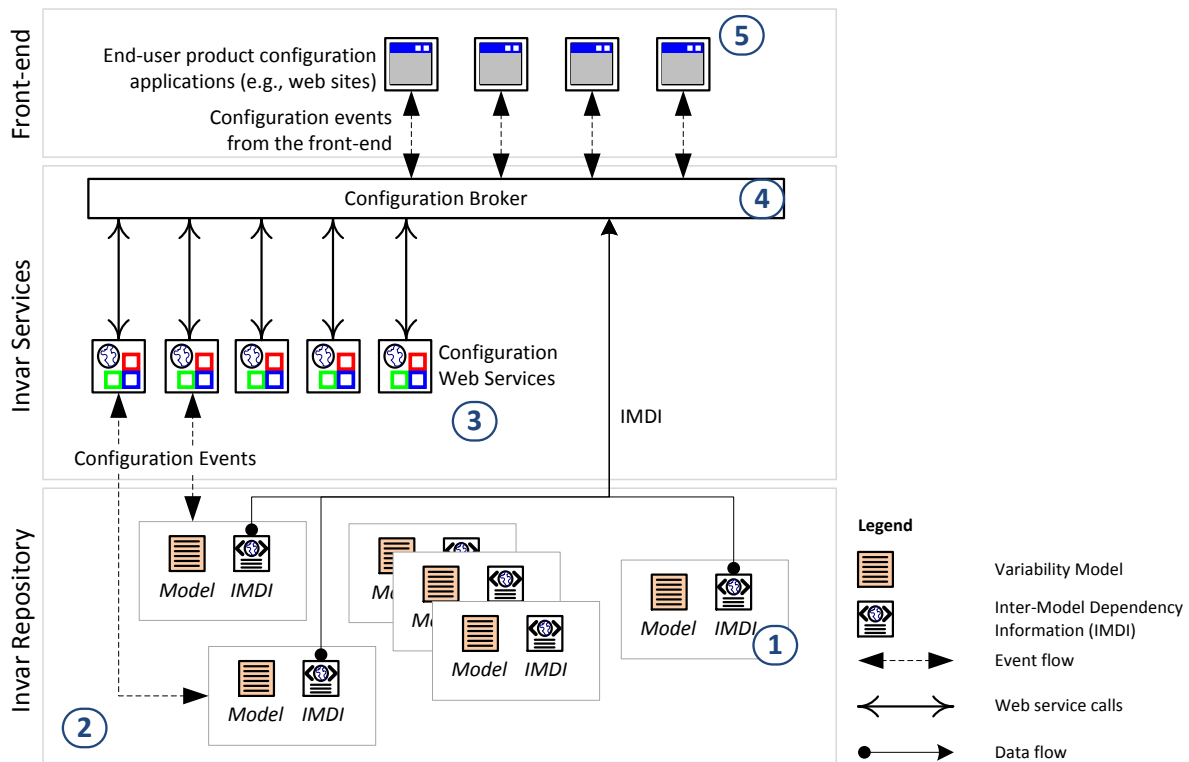 Front-end
End-user product configuration
applications (e.g., web sites)
5
Configuration events
from the front-end
Invar Services
Configuration Broker
4
Configuration
Web Services
3
IMDI
Configuration Events
Invar Repository
Model
IMDI
Model
IMDI
Model
IMDI
Model
IMDI
1
Model
2
Legend
Variability Model
Inter-Model Dependency
Information (IMDI)
Event flow
Web service calls
Data flow